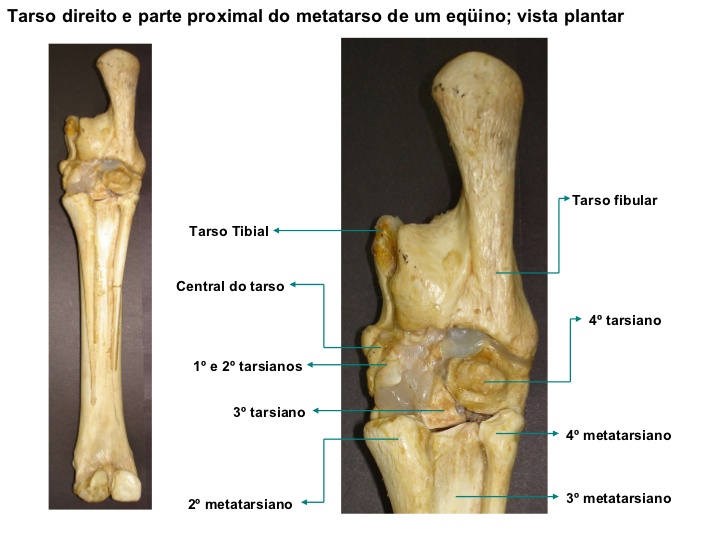 Tarso direito e parte proximal do metatarso de um eqüino; vista plantar
Tarso fibular
Tarso Tibial
Central do tarso
4º tarsiano
1º e 2º tarsianos
3º tarsiano
4º metatarsiano
3º metatarsiano
2º metatarsiano